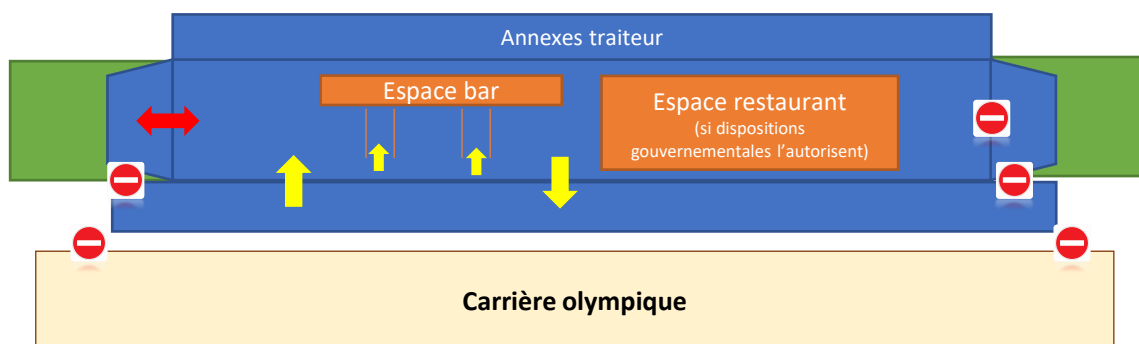 Annexes traiteur
Espace bar
Espace restaurant
(si dispositions
gouvernementales l'autorisent)
Carrière olympique